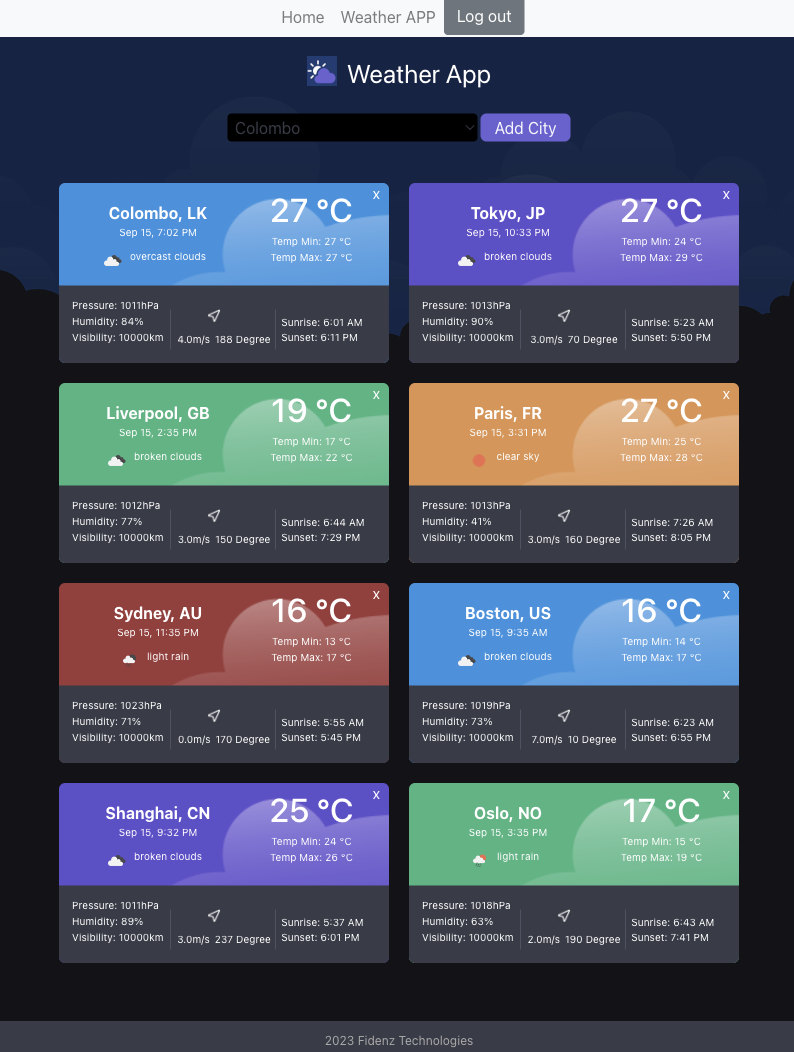 Home Weather APP Log out
Weather App
Colombo Add City
X
Colombo, LK
Sep 15, 7:02 PM
overcast clouds
27 °C
Temp Min: 27 °C
Temp Max: 27 °C
Pressure: 1011hPa
Humidity: 84%
Visibility: 10000km
4.0m/s 188 Degree
Sunrise: 6:01 AM
Sunset: 6:11 PM
X
Tokyo, JP
Sep 15, 10:33 PM
broken clouds
27 °C
Temp Min: 24 °C
Temp Max: 29 °C
Pressure: 1013hPa
Humidity: 90%
Visibility: 10000km
3.0m/s 70 Degree
Sunrise: 5:23 AM
Sunset: 5:50 PM
X
Liverpool, GB
Sep 15, 2:35 PM
broken clouds
19 °C
Temp Min: 17 °C
Temp Max: 22 °C
Pressure: 1012hPa
Humidity: 77%
Visibility: 10000km
3.0m/s 150 Degree
Sunrise: 6:44 AM
Sunset: 7:29 PM
X
Paris, FR
Sep 15, 3:31 PM
clear sky
27 °C
Temp Min: 25 °C
Temp Max: 28 °C
Pressure: 1013hPa
Humidity: 41%
Visibility: 10000km
3.0m/s 160 Degree
Sunrise: 7:26 AM
Sunset: 8:05 PM
X
Sydney, AU
Sep 15, 11:35 PM
light rain
16 °C
Temp Min: 13 °C
Temp Max: 17 °C
Pressure: 1023hPa
Humidity: 71%
Visibility: 10000km
0.0m/s 170 Degree
Sunrise: 5:55 AM
Sunset: 5:45 PM
X
Boston, US
Sep 15, 9:35 AM
broken clouds
16 °C
Temp Min: 14 °C
Temp Max: 17 °C
Pressure: 1019hPa
Humidity: 73%
Visibility: 10000km
7.0m/s 10 Degree
Sunrise: 6:23 AM
Sunset: 6:55 PM
X
Shanghai, CN
Sep 15, 9:32 PM
broken clouds
25 °C
Temp Min: 24 °C
Temp Max: 26 °C
Pressure: 1011hPa
Humidity: 89%
Visibility: 10000km
3.0m/s 237 Degree
Sunrise: 5:37 AM
Sunset: 6:01 PM
X
Oslo, NO
Sep 15, 3:35 PM
light rain
17 °C
Temp Min: 15 °C
Temp Max: 19 °C
Pressure: 1018hPa
Humidity: 63%
Visibility: 10000km
2.0m/s 190 Degree
Sunrise: 6:43 AM
Sunset: 7:41 PM
2023 Fidenz Technologies